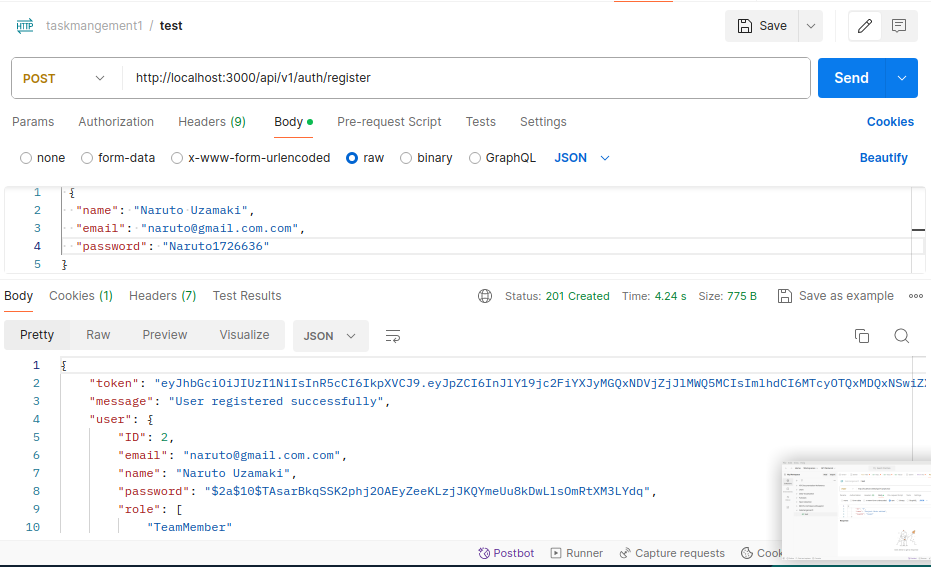 HTTP taskmangement1 / test Save
POST http://localhost:3000/api/v1/auth/register Send
Params Authorization Headers (9) Body Pre-request Script Tests Settings Cookies
none form-data x-www-form-urlencoded raw binary GraphQL JSON Beautify
1 {
2 "name": "Naruto Uzamaki",
3 "email": "naruto@gmail.com.com",
4 "password": "Naruto1726636"
5 }
Body Cookies (1) Headers (7) Test Results Status: 201 Created Time: 4.24 s Size: 775 B Save as example
Pretty Raw Preview Visualize JSON
1 {
2 "token": "eyJhbGciOiJIUzI1NiIsInR5cCI6IkpXVCJ9.eyJpZCI6InJlY19jc2FiYXJyMGQxNDVjZjJlMWQ5MCIsImlhdCI6MTcyOTQxMDQxNSwiZX
3 "message": "User registered successfully",
4 "user": {
5 "ID": 2,
6 "email": "naruto@gmail.com.com",
7 "name": "Naruto Uzamaki",
8 "password": "$2a$10$TAsarBkqSSK2phj2OAEyZeeKLzjJKQYmeUu8kDwLlsOmRtXM3LYdq",
9 "role": [
10 "TeamMember"
Postbot Runner Capture requests Cook